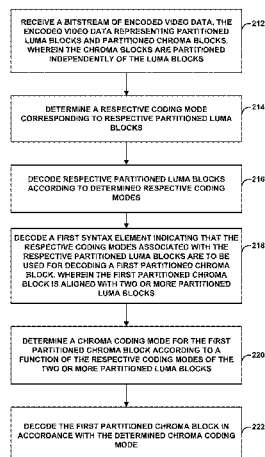 RECEIVE A BITSTREAM OF ENCODED VIDEO DATA, THE
ENCODED VIDEO DATA REPRESENTING PARTITIONED
LUMA BLOCKS AND PARTITIONED CHROMA BLOCKS,
WHEREIN THE CHROMA BLOCKS ARE PARTITIONED
INDEPENDENTLY OF THE LUMA BLOCKS
212
DETERMINE A RESPECTIVE CODING MODE
CORRESPONDING TO RESPECTIVE PARTITIONED LUMA
BLOCKS
214
DECODE RESPECTIVE PARTITIONED LUMA BLOCKS
ACCORDING TO DETERMINED RESPECTIVE CODING
MODES
216
DECODE A FIRST SYNTAX ELEMENT INDICATING THAT THE
RESPECTIVE CODING MODES ASSOCIATED WITH THE
RESPECTIVE PARTITIONED LUMA BLOCKS ARE TO BE
USED FOR DECODING A FIRST PARTITIONED CHROMA
BLOCK, WHEREIN THE FIRST PARTITIONED CHROMA
BLOCK IS ALIGNED WITH TWO OR MORE PARTITIONED
LUMA BLOCKS
218
DETERMINE A CHROMA CODING MODE FOR THE FIRST
PARTITIONED CHROMA BLOCK ACCORDING TO A
FUNCTION OF THE RESPECTIVE CODING MODES OF THE
TWO OR MORE PARTITIONED LUMA BLOCKS
220
DECODE THE FIRST PARTITIONED CHROMA BLOCK IN
ACCORDANCE WITH THE DETERMINED CHROMA CODING
MODE
222